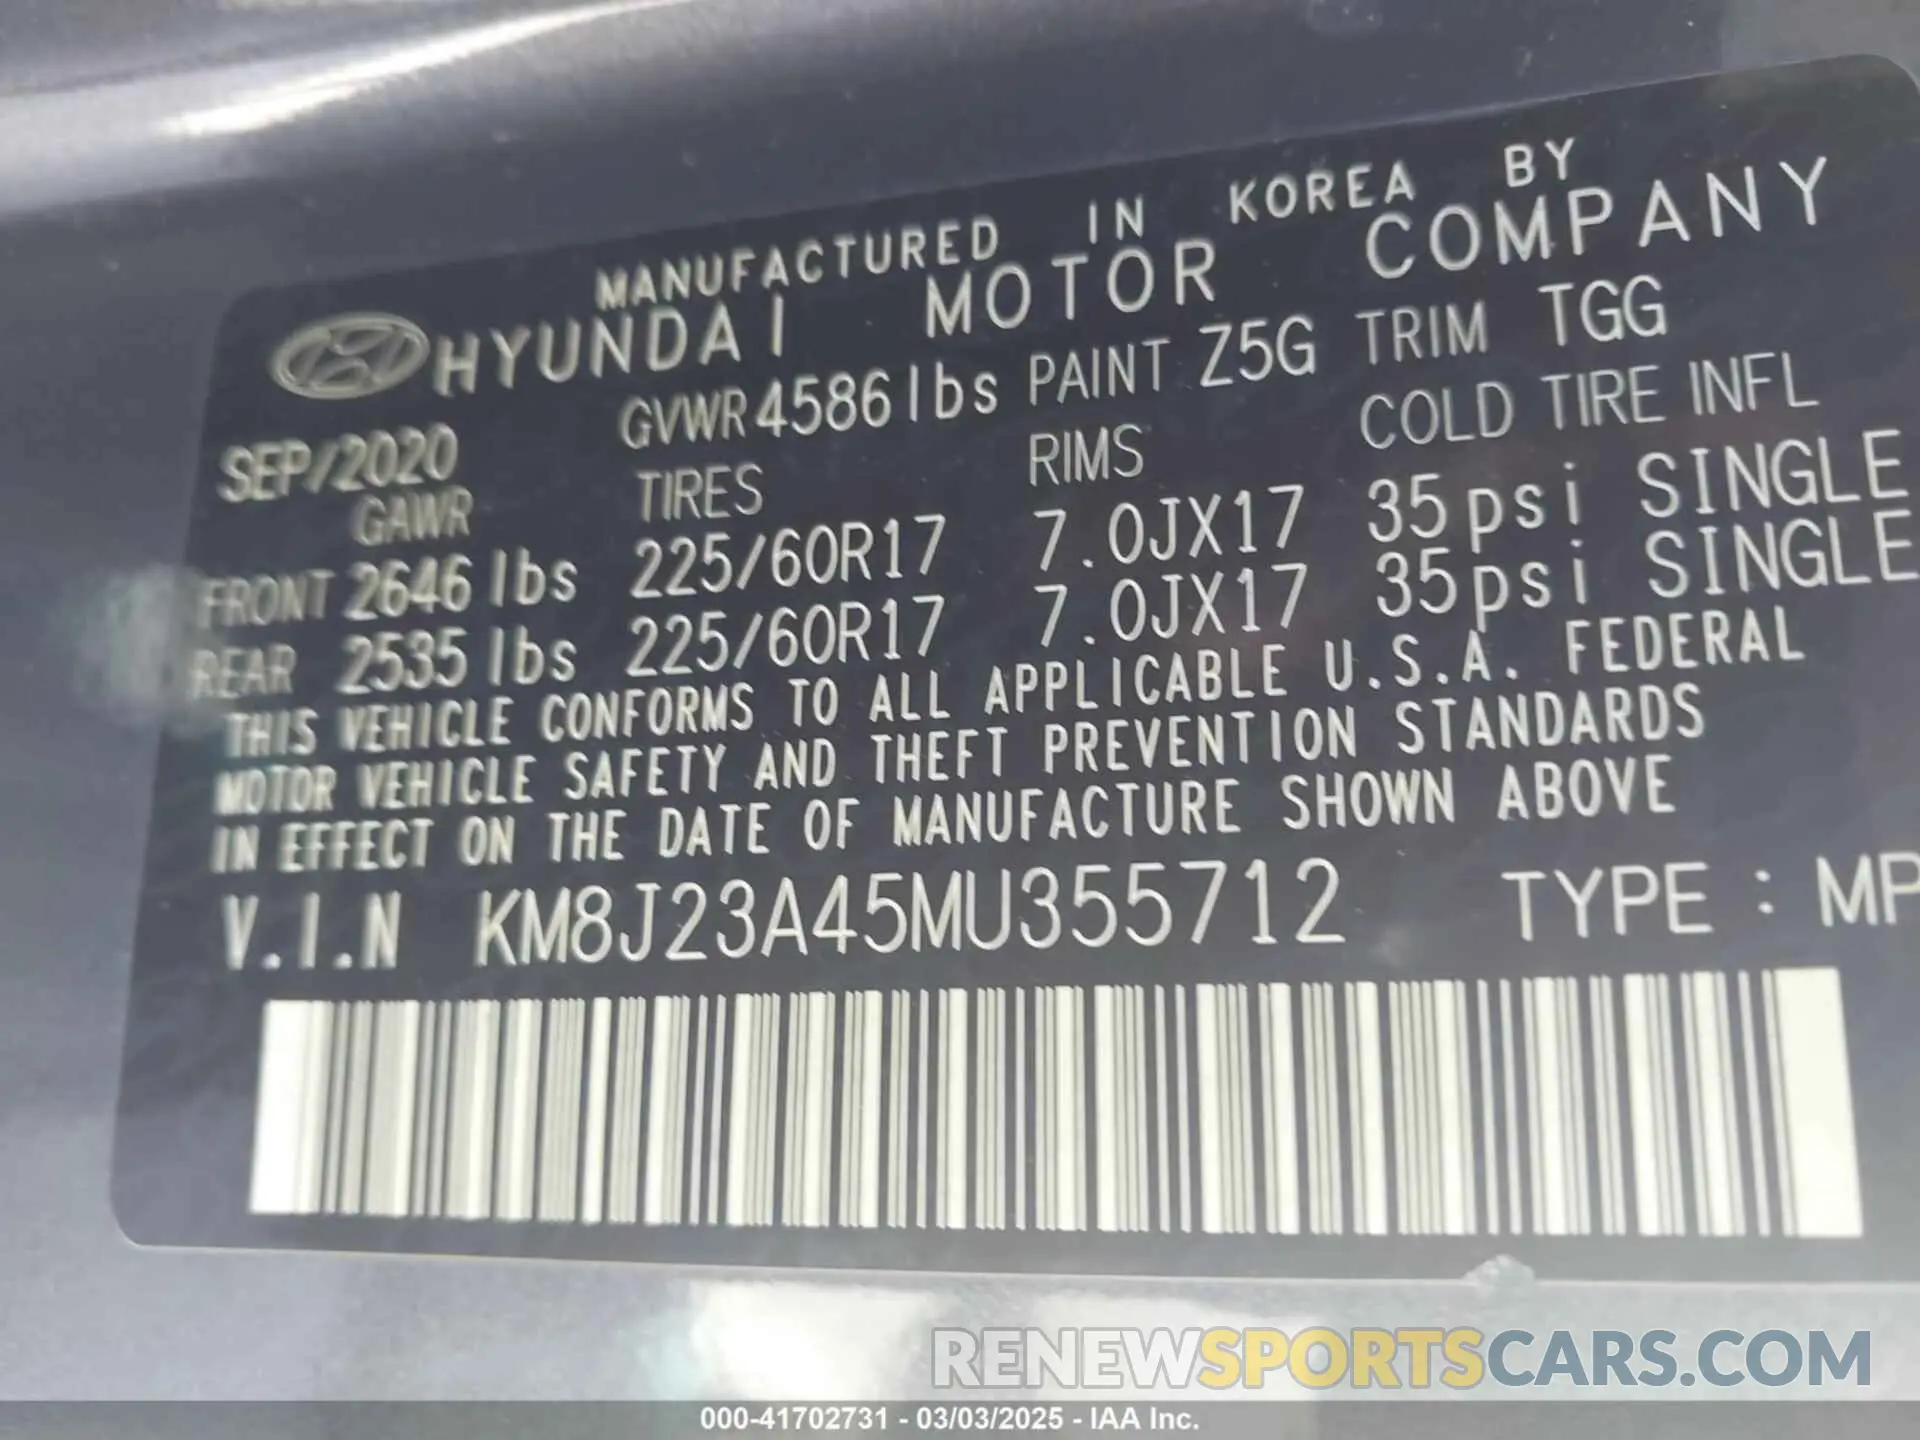 MANUFACTURED IN KOREA BY
HYUNDAI MOTOR COMPANY
SEP/2020 GVWR 4586 lbs PAINT Z5G TRIM TGG
GAWR TIRES RIMS COLD TIRE INFL
FRONT 2646 lbs 225/60R17 7.0JX17 35psi SINGLE
REAR 2535 lbs 225/60R17 7.0JX17 35psi SINGLE
THIS VEHICLE CONFORMS TO ALL APPLICABLE U.S.A. FEDERAL
MOTOR VEHICLE SAFETY AND THEFT PREVENTION STANDARDS
IN EFFECT ON THE DATE OF MANUFACTURE SHOWN ABOVE
V.I.N KM8J23A45MU355712 TYPE : MP
RENEWSPORTSCARS.COM
000-41702731 - 03/03/2025 - IAA Inc.